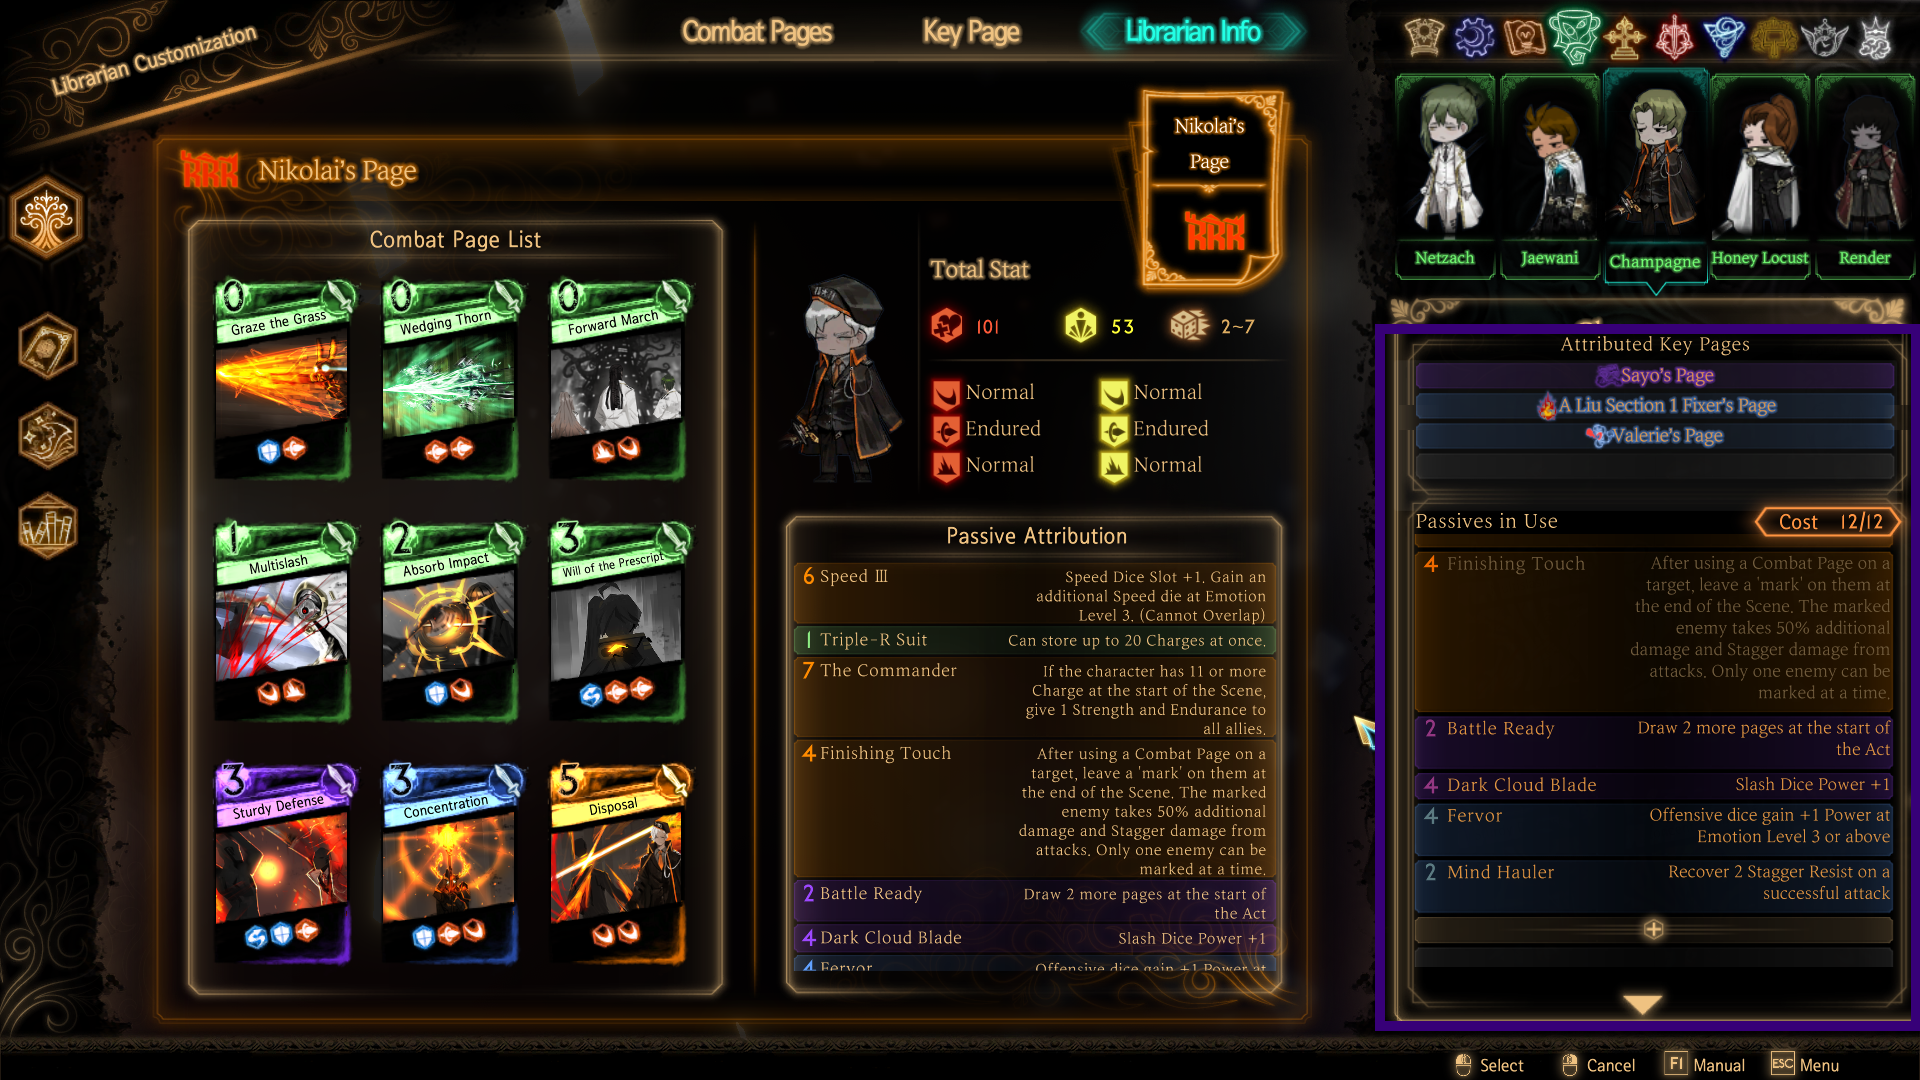 Librarian Customization
Combat Pages
Key Page
Librarian Info
Nikolai's Page
RRR
Nikolai's
Page
RRR
Combat Page List
0
Graze the Grass
0
Wedging Thorn
0
Forward March
1
Multislash
2
Absorb Impact
3
Will of the Prescript
3
Sturdy Defense
3
Concentration
5
Disposal
Total Stat
101
53
2~7
Normal
Normal
Endured
Endured
Normal
Normal
Passive Attribution
6 Speed III
Speed Dice Slot +1. Gain an
additional Speed die at Emotion
Level 3. (Cannot Overlap)
1 Triple-R Suit
Can store up to 20 Charges at once.
7 The Commander
If the character has 11 or more
Charge at the start of the Scene,
give 1 Strength and Endurance to
all allies.
4 Finishing Touch
After using a Combat Page on a
target, leave a 'mark' on them at
the end of the Scene. The marked
enemy takes 50% additional
damage and Stagger damage from
attacks. Only one enemy can be
marked at a time.
2 Battle Ready
Draw 2 more pages at the start of
the Act
4 Dark Cloud Blade
Slash Dice Power +1
4 Fervor
Offensive dice gain +1 Power at
Netzach
Jaewani
Champagne
Honey Locust
Render
Attributed Key Pages
Sayo's Page
A Liu Section 1 Fixer's Page
Valerie's Page
Passives in Use
Cost 12/12
4 Finishing Touch
After using a Combat Page on a
target, leave a 'mark' on them at
the end of the Scene. The marked
enemy takes 50% additional
damage and Stagger damage from
attacks. Only one enemy can be
marked at a time.
2 Battle Ready
Draw 2 more pages at the start of
the Act
4 Dark Cloud Blade
Slash Dice Power +1
4 Fervor
Offensive dice gain +1 Power at
Emotion Level 3 or above
2 Mind Hauler
Recover 2 Stagger Resist on a
successful attack
Select
Cancel
F1 Manual
ESC Menu